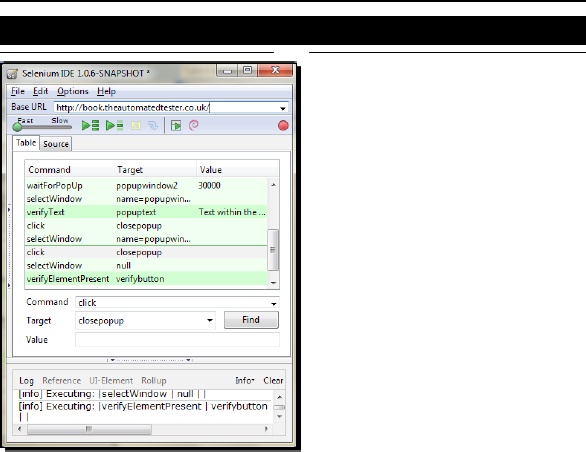 Selenium IDE 1.0.6-SNAPSHOT *
File Edit Options Help
Base URL http://book.theautomatedtester.co.uk/
Fast Slow
Table Source
Command Target Value
waitForPopUp popupwindow2 30000
selectWindow name=popupwin...
verifyText popuptext Text within the ...
click closepopup
selectWindow name=popupwin...
click closepopup
selectWindow null
verifyElementPresent verifybutton
Command click
Target closepopup Find
Value
Log Reference UI-Element Rollup Info Clear
[info] Executing: |selectWindow | null | |
[info] Executing: |verifyElementPresent | verifybutton
| |